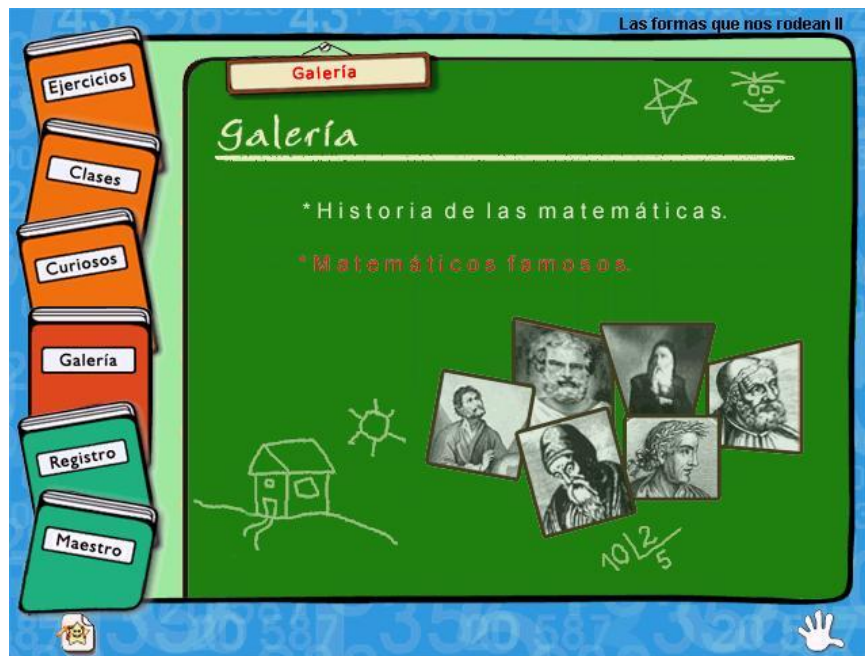 Las formas que nos rodean II
Galería
Galería
*Historia de las matemáticas.
*Matemáticos famosos.
Ejercicios
Clases
Curiosos
Galería
Registro
Maestro
10 2
5